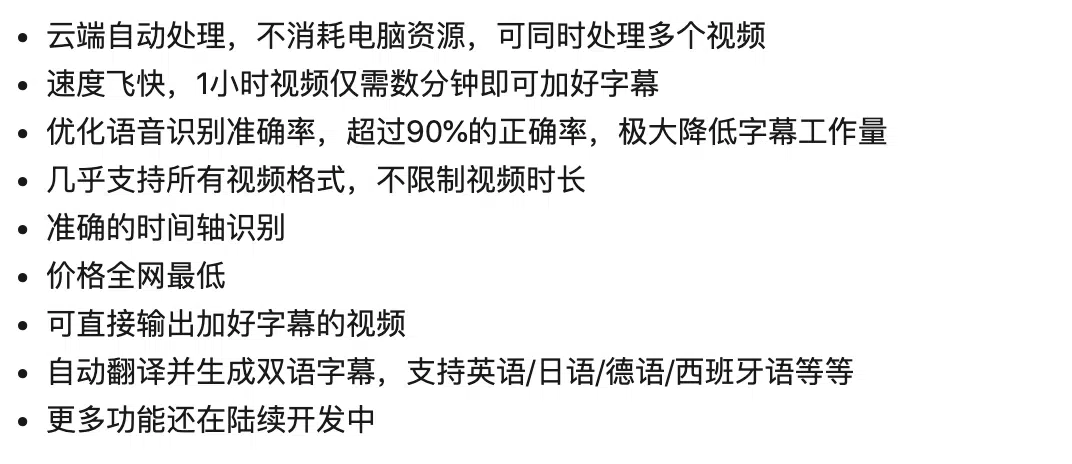 • 云端自动处理，不消耗电脑资源，可同时处理多个视频
• 速度飞快，1小时视频仅需数分钟即可加好字幕
• 优化语音识别准确率，超过90%的正确率，极大降低字幕工作量
• 几乎支持所有视频格式，不限制视频时长
• 准确的时间轴识别
• 价格全网最低
• 可直接输出加好字幕的视频
• 自动翻译并生成双语字幕，支持英语/日语/德语/西班牙语等等
• 更多功能还在陆续开发中